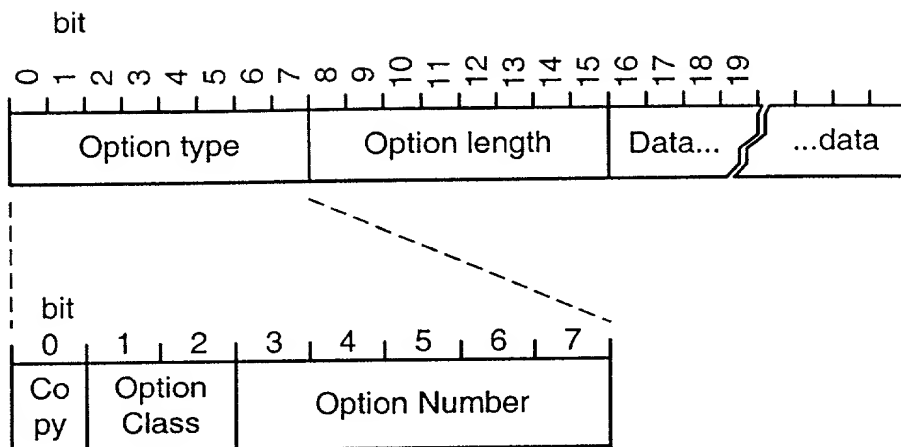 bit
0 1 2 3 4 5 6 7 8 9 10 11 12 13 14 15 16 17 18 19
Option type Option length Data... ...data
bit
0 1 2 3 4 5 6 7
Co
py
Option
Class
Option Number